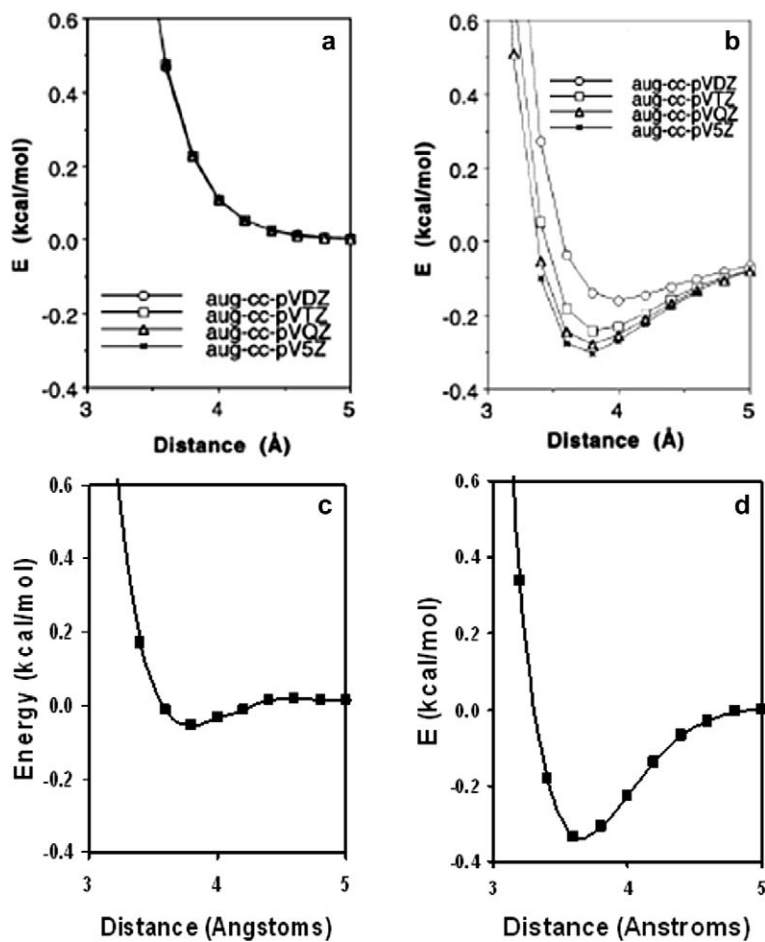 0.6
a
0.4
0.2
0.0
-0.2
-0.4
E (kcal/mol)
aug-cc-pVDZ
aug-cc-pVTZ
aug-cc-pVQZ
aug-cc-pV5Z
3 4 5
Distance (Å)
0.6
b
aug-cc-pVDZ
aug-cc-pVTZ
aug-cc-pVQZ
aug-cc-pV5Z
0.4
0.2
0.0
-0.2
-0.4
E (kcal/mol)
3 4 5
Distance (Å)
0.6
c
0.4
0.2
0.0
-0.2
-0.4
Energy (kcal/mol)
3 4 5
Distance (Angstoms)
0.6
d
0.4
0.2
0.0
-0.2
-0.4
E (kcal/mol)
3 4 5
Distance (Anstroms)